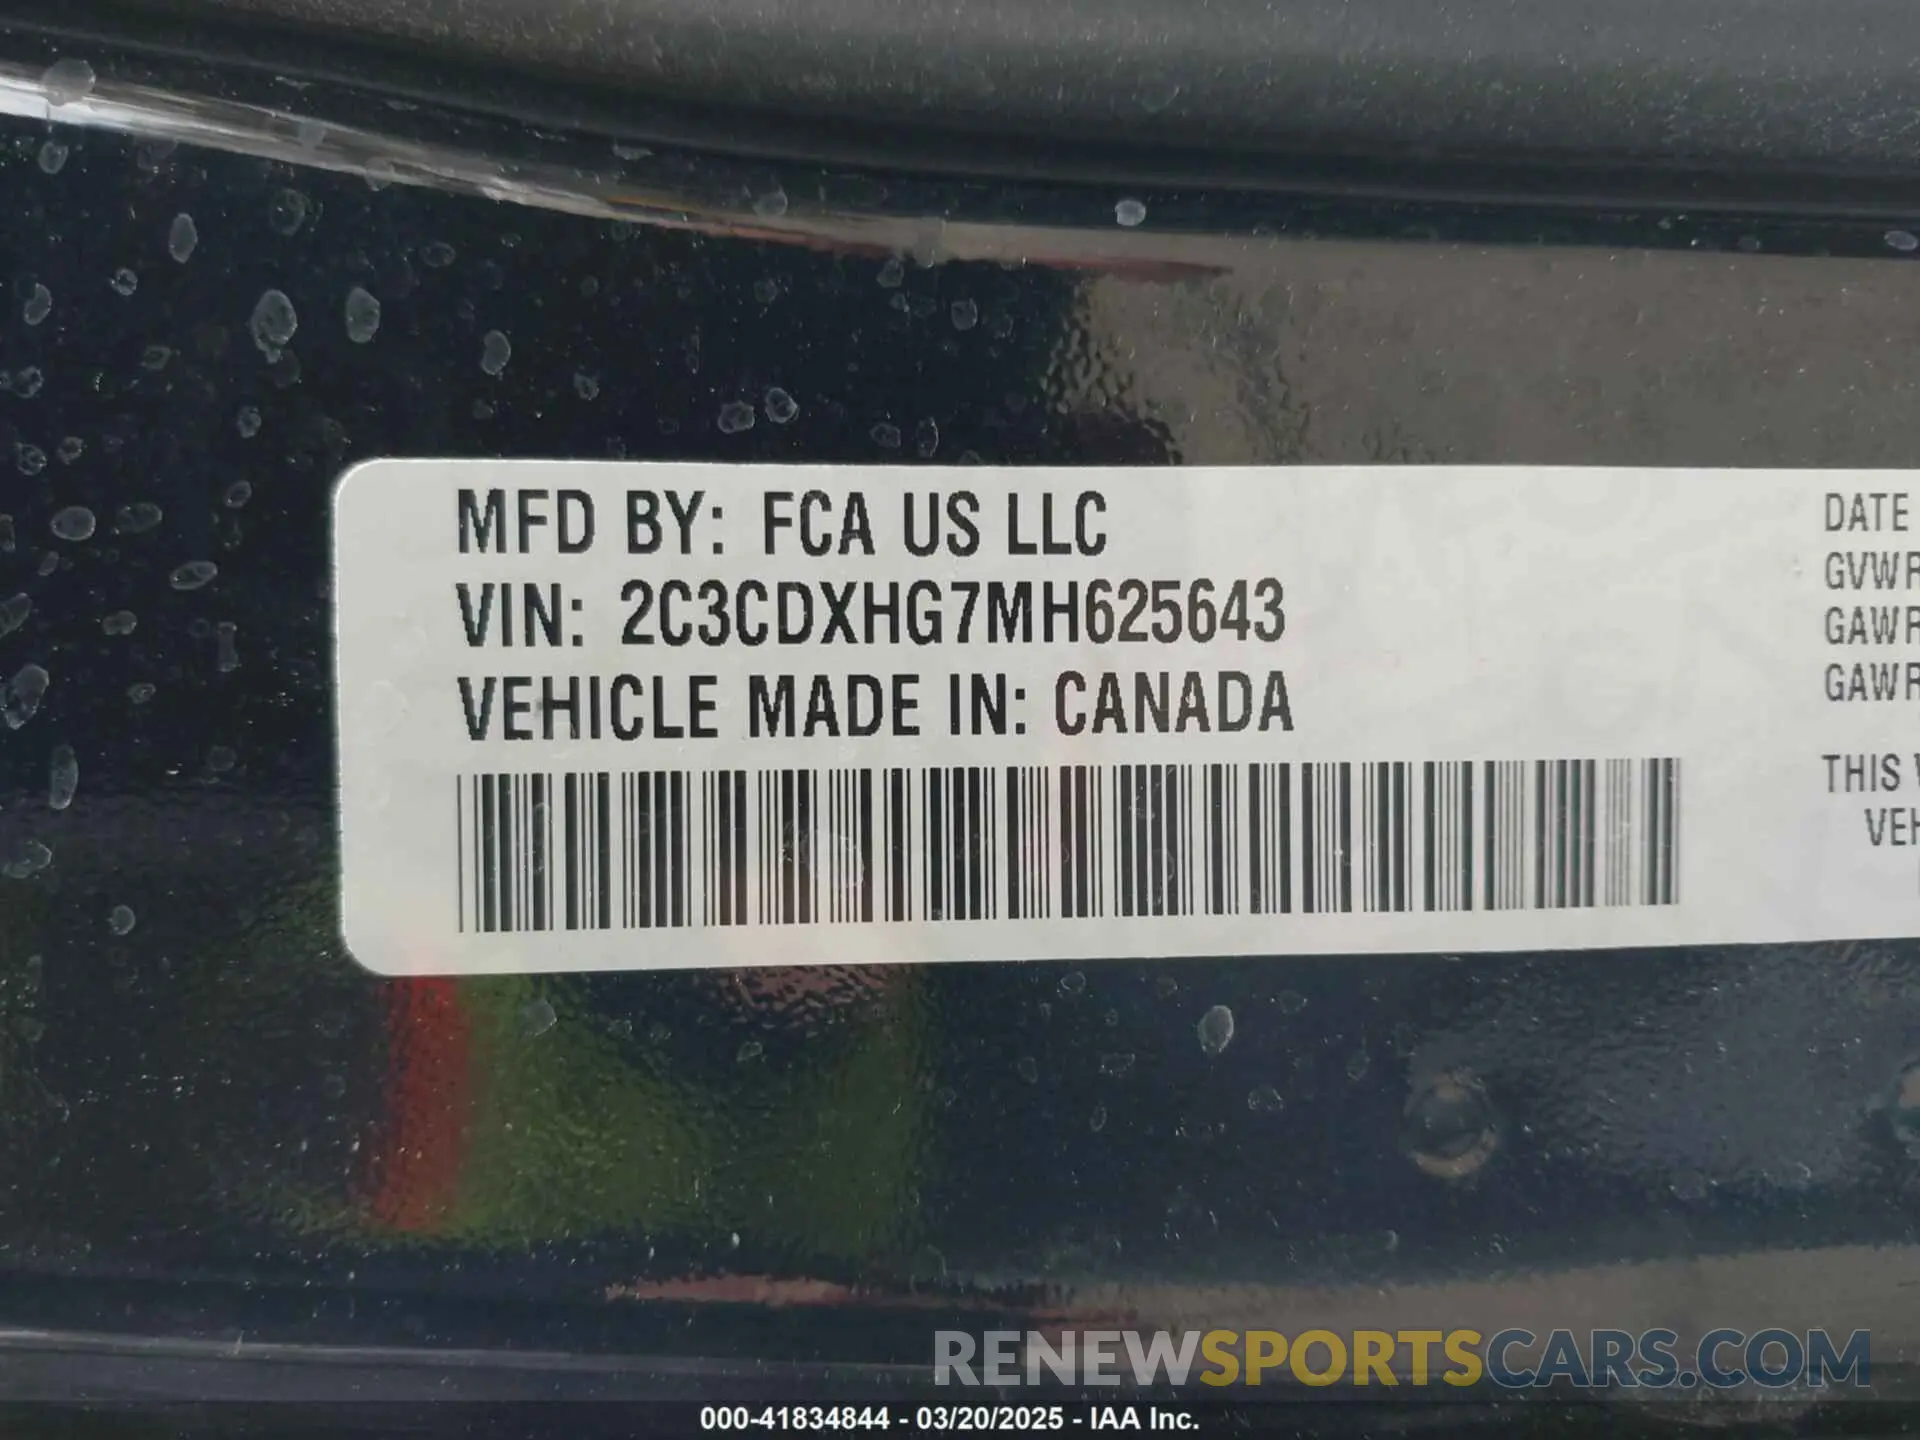 MFD BY: FCA US LLC
VIN: 2C3CDXHG7MH625643
VEHICLE MADE IN: CANADA
DATE
GVWR
GAWR
GAWR
THIS
VEH
RENEWSPORTSCARS.COM
000-41834844 - 03/20/2025 - IAA Inc.